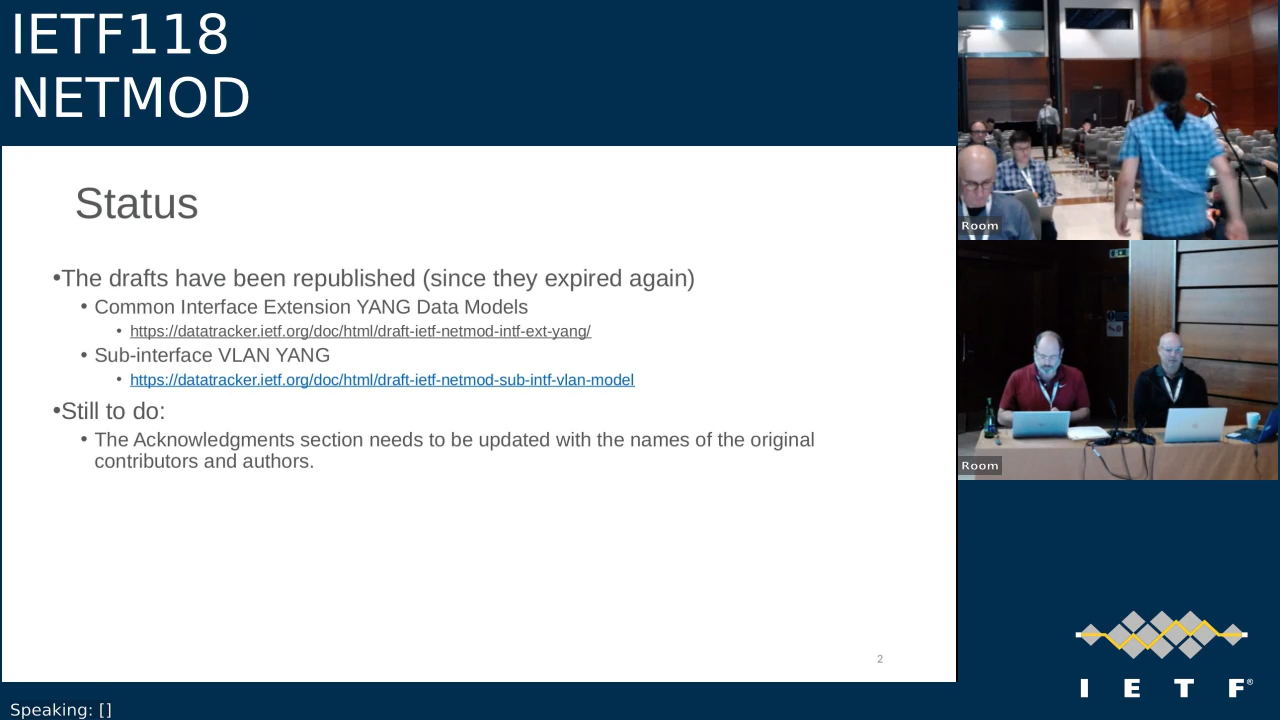 IETF118
NETMOD
Status
•The drafts have been republished (since they expired again)
• Common Interface Extension YANG Data Models
• https://datatracker.ietf.org/doc/html/draft-ietf-netmod-intf-ext-yang/
• Sub-interface VLAN YANG
• https://datatracker.ietf.org/doc/html/draft-ietf-netmod-sub-intf-vlan-model
•Still to do:
• The Acknowledgments section needs to be updated with the names of the original
contributors and authors.
2
Speaking: []
Room
Room
I E T F®